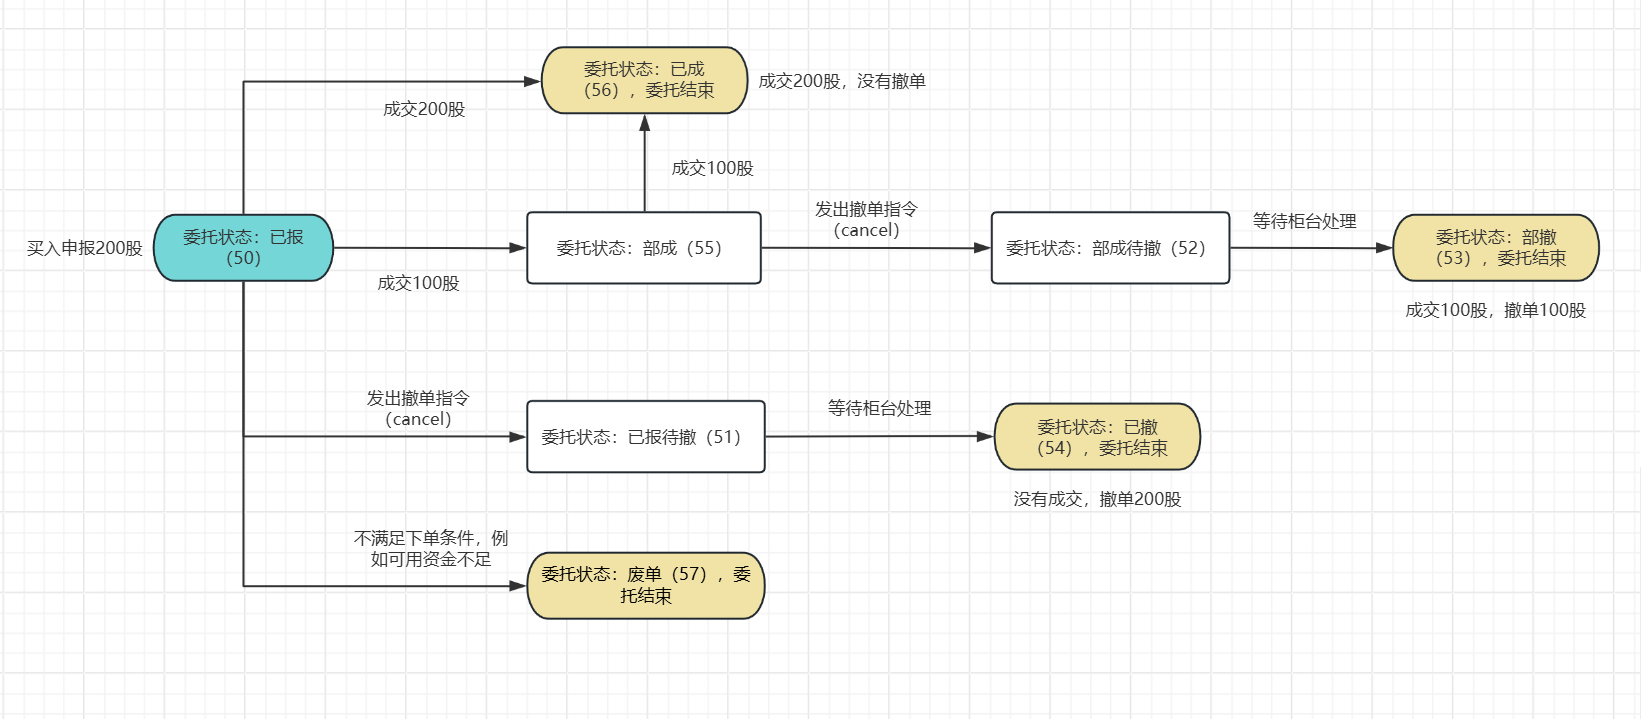 委托状态：已成
（56），委托结束
成交200股，没有撤单
成交200股
成交100股
买入申报200股
委托状态：已报
（50）
成交100股
委托状态：部成（55）
发出撤单指令
（cancel）
委托状态：部成待撤（52）
等待柜台处理
委托状态：部撤
（53），委托结束
成交100股，撤单100股
发出撤单指令
（cancel）
委托状态：已报待撤（51）
等待柜台处理
委托状态：已撤
（54），委托结束
没有成交，撤单200股
不满足下单条件，例
如可用资金不足
委托状态：废单（57），委
托结束